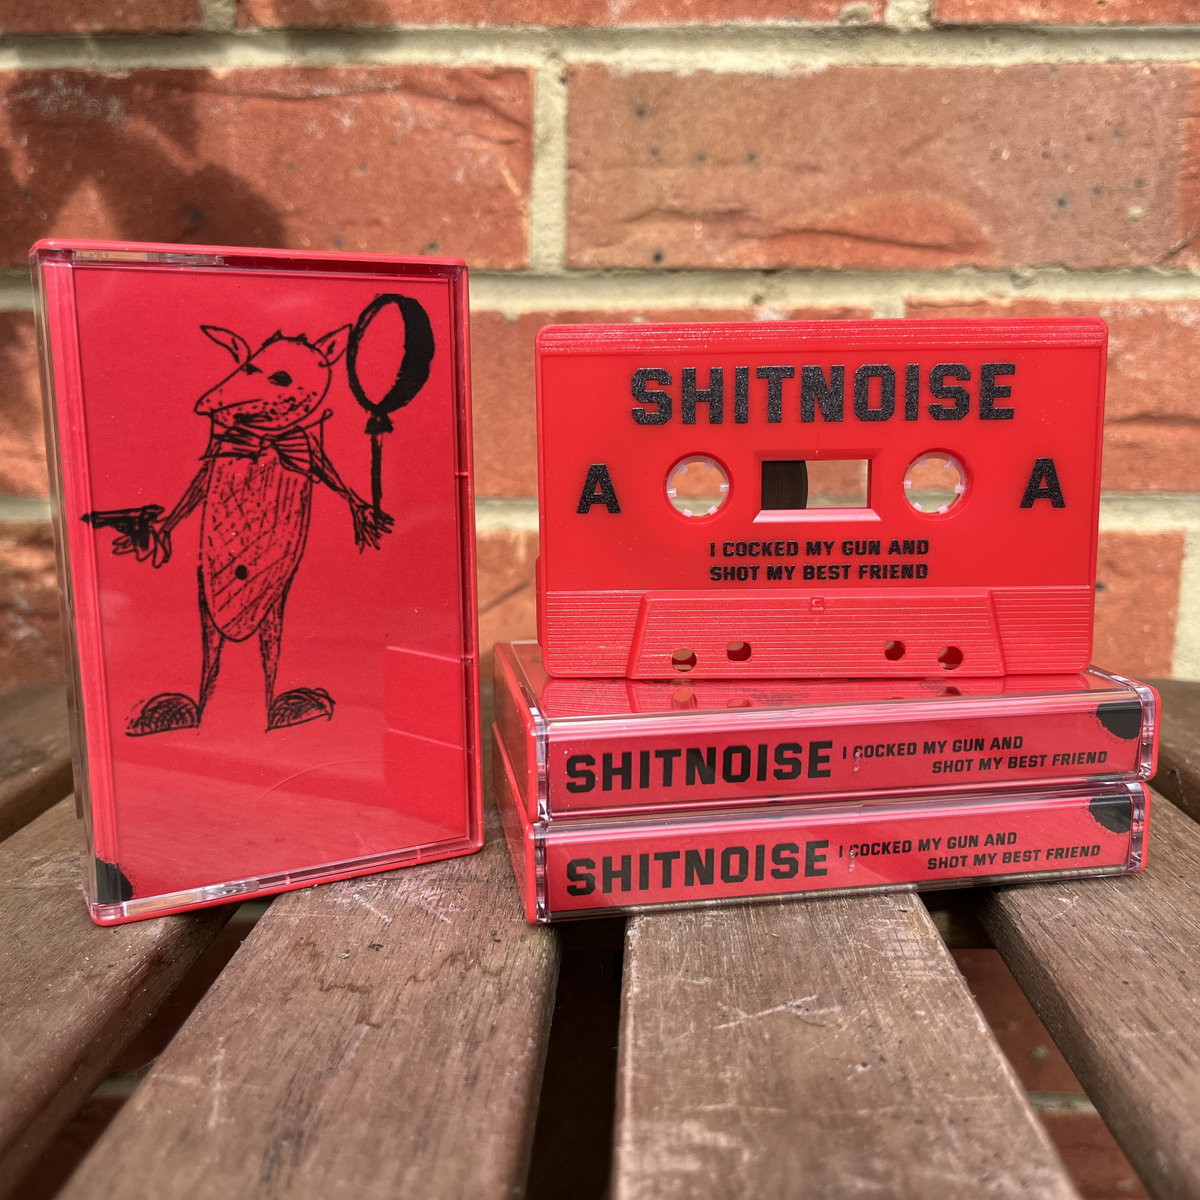 SHITNOISE
A A
I COCKED MY GUN AND
SHOT MY BEST FRIEND
SHITNOISE I COCKED MY GUN AND
SHOT MY BEST FRIEND
SHITNOISE I COCKED MY GUN AND
SHOT MY BEST FRIEND